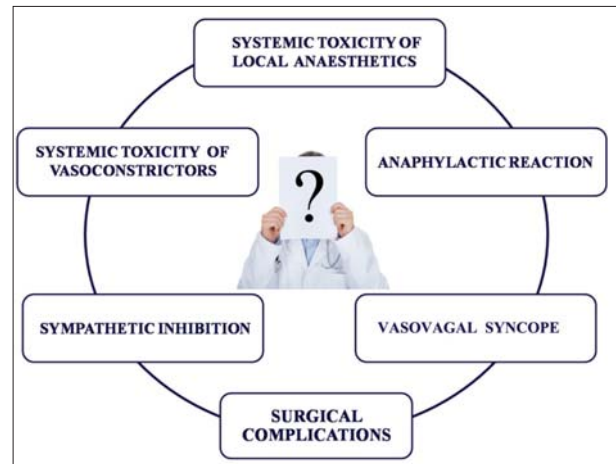 SYSTEMIC TOXICITY OF
LOCAL ANAESTHETICS
SYSTEMIC TOXICITY OF
VASOCONSTRICTORS
ANAPHYLACTIC REACTION
?
SYMPATHETIC INHIBITION
VASOVAGAL SYNCOPE
SURGICAL
COMPLICATIONS